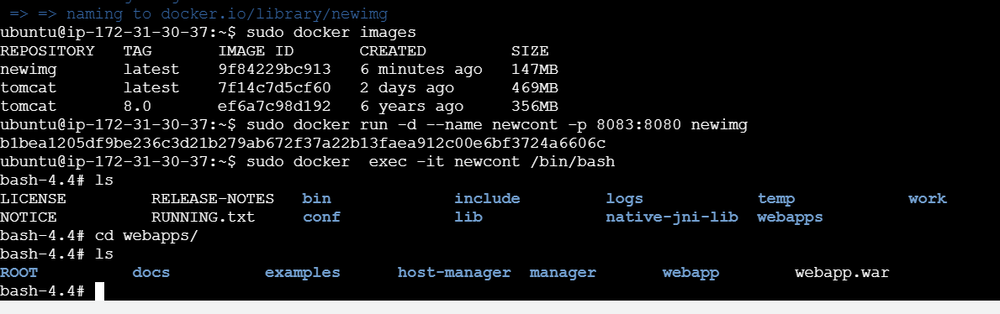 => => naming to docker.io/library/newimg
ubuntu@ip-172-31-30-37:~$ sudo docker images
REPOSITORY   TAG       IMAGE ID       CREATED         SIZE
newimg       latest    9f84229bc913   6 minutes ago   147MB
tomcat       latest    7f14c7d5cf60   2 days ago      469MB
tomcat       8.0       ef6a7c98d192   6 years ago     356MB
ubuntu@ip-172-31-30-37:~$ sudo docker run -d --name newcont -p 8083:8080 newimg
b1bea1205df9be236c3d21b279ab672f37a22b13faea912c00e6bf3724a6606c
ubuntu@ip-172-31-30-37:~$ sudo docker  exec -it newcont /bin/bash
bash-4.4# ls
LICENSE         RELEASE-NOTES   bin             include         logs            temp            work
NOTICE          RUNNING.txt     conf            lib             native-jni-lib  webapps
bash-4.4# cd webapps/
bash-4.4# ls
ROOT          docs          examples      host-manager  manager       webapp        webapp.war
bash-4.4#